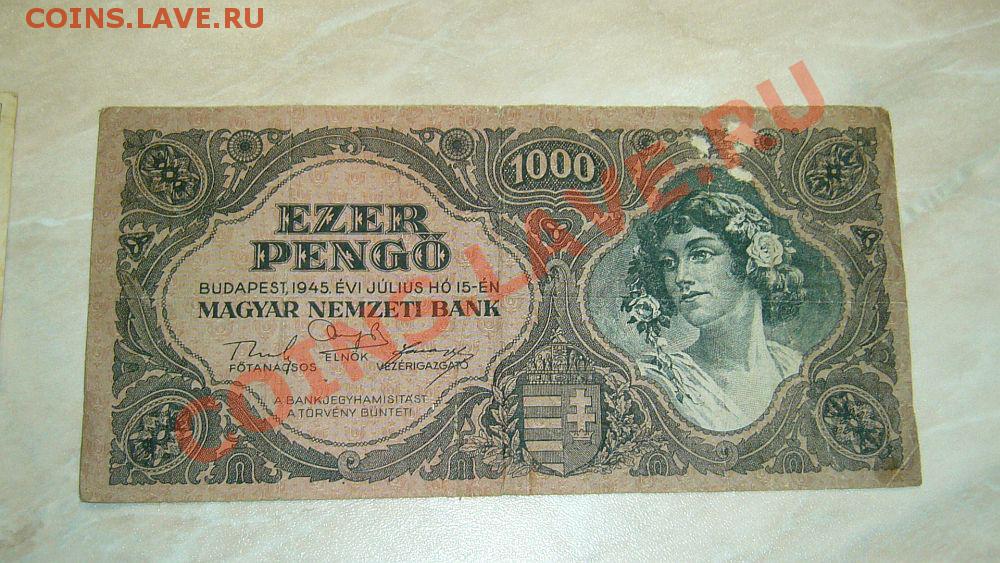 COINS.LAVE.RU
1000
EZER
PENGŐ
BUDAPEST, 1945. ÉVI JÚLIUS HÓ 15-ÉN
MAGYAR NEMZETI BANK
ELNÖK
FŐTANÁCSOS VEZÉRIGAZGATÓ
A BANKJEGYHAMISITÁST
A TÖRVÉNY BÜNTETI
COINS.LAVE.RU